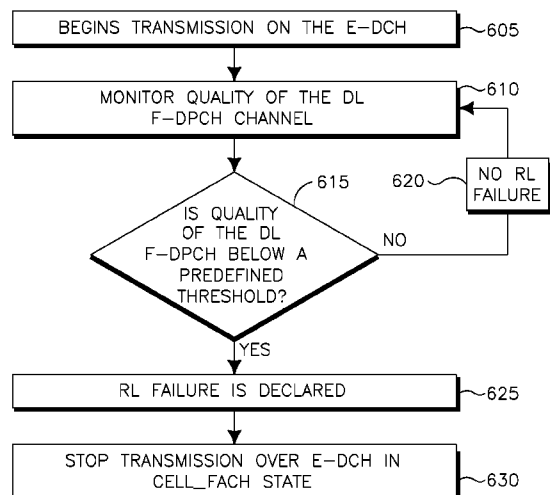 BEGINS TRANSMISSION ON THE E-DCH
605
MONITOR QUALITY OF THE DL
F-DPCH CHANNEL
610
615
IS QUALITY
OF THE DL
F-DPCH BELOW A
PREDEFINED
THRESHOLD?
NO
620
NO RL
FAILURE
YES
RL FAILURE IS DECLARED
625
STOP TRANSMISSION OVER E-DCH IN
CELL_FACH STATE
630